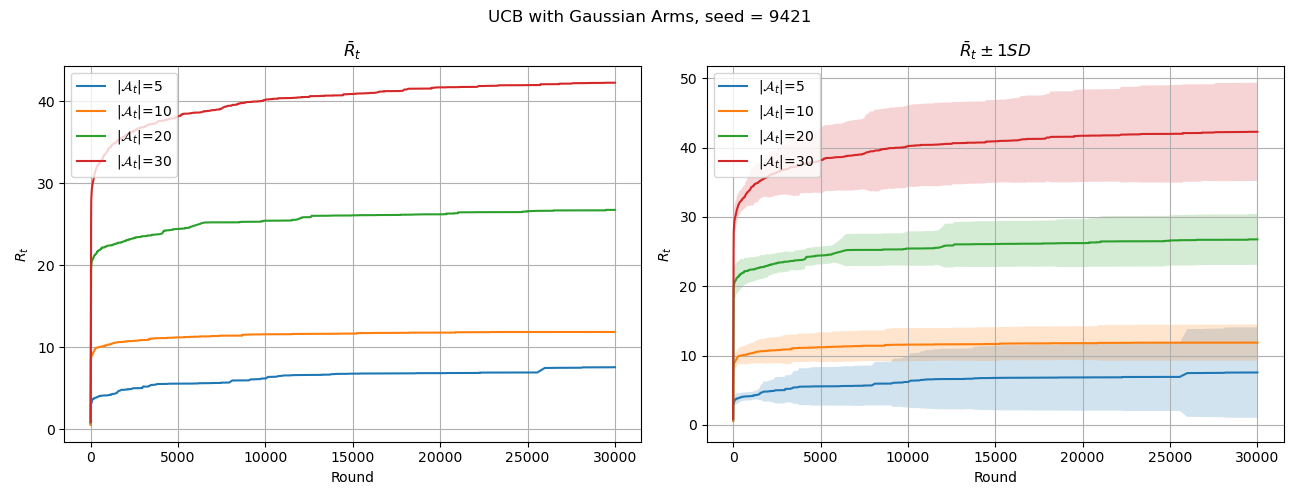 UCB with Gaussian Arms, seed = 9421
R̄ₜ
|𝒜ₜ|=5
|𝒜ₜ|=10
|𝒜ₜ|=20
|𝒜ₜ|=30
Rₜ
40
30
20
10
0
0 5000 10000 15000 20000 25000 30000
Round
R̄ₜ ± 1SD
|𝒜ₜ|=5
|𝒜ₜ|=10
|𝒜ₜ|=20
|𝒜ₜ|=30
Rₜ
50
40
30
20
10
0
0 5000 10000 15000 20000 25000 30000
Round